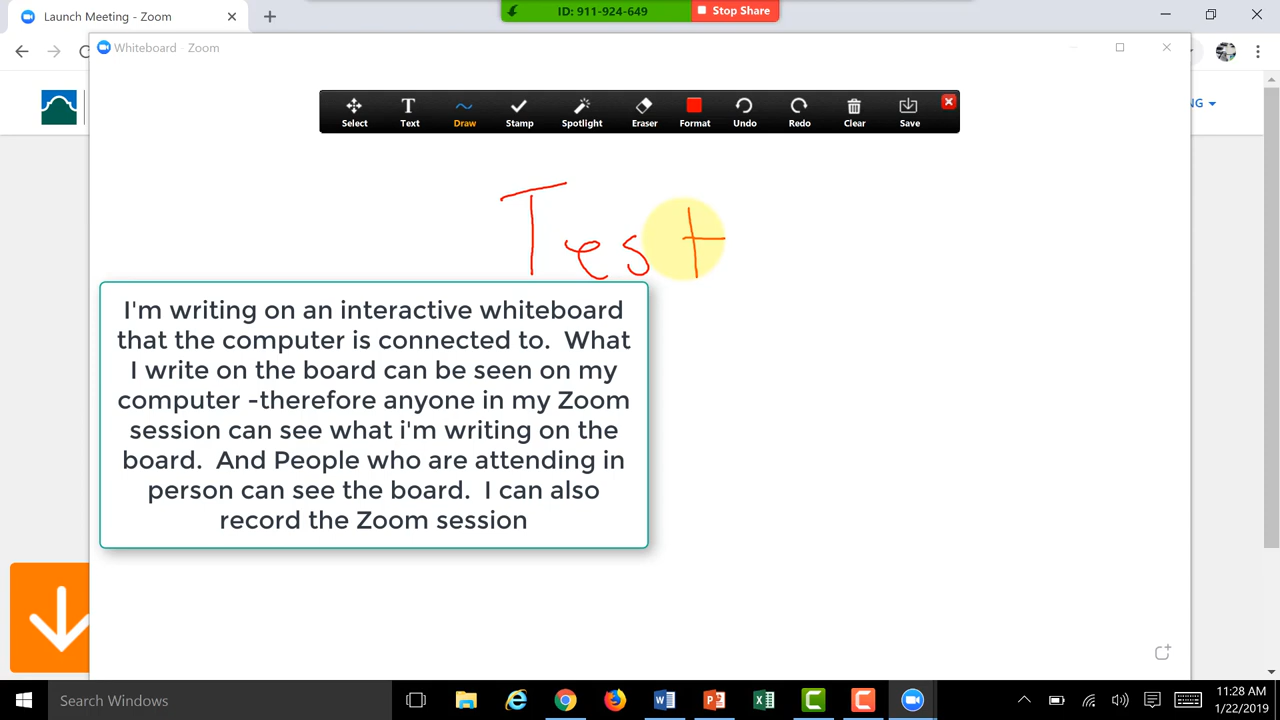 Launch Meeting - Zoom
ID: 911-924-649
Stop Share
Whiteboard - Zoom
NG
Select
Text
Draw
Stamp
Spotlight
Eraser
Format
Undo
Redo
Clear
Save
Test
I'm writing on an interactive whiteboard
that the computer is connected to. What
I write on the board can be seen on my
computer -therefore anyone in my Zoom
session can see what i'm writing on the
board. And People who are attending in
person can see the board. I can also
record the Zoom session
Search Windows
11:28 AM
1/22/2019